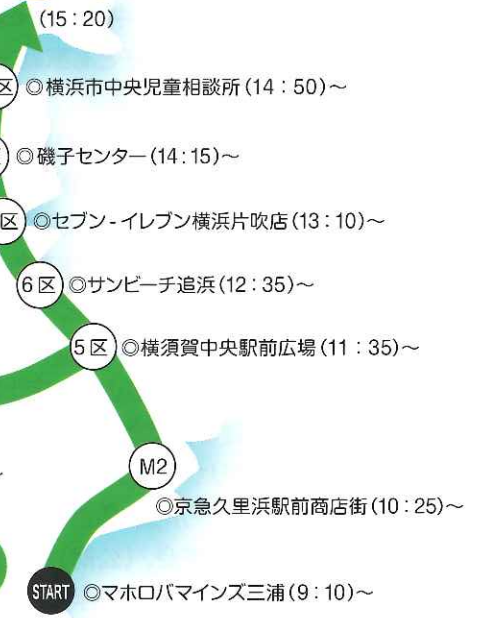 (15：20)
区 ◎横浜市中央児童相談所(14：50)～
◎磯子センター(14：15)～
区 ◎セブン-イレブン横浜片吹店(13：10)～
6区 ◎サンビーチ追浜(12：35)～
5区 ◎横須賀中央駅前広場(11：35)～
M2
◎京急久里浜駅前商店街(10：25)～
START ◎マホロバマインズ三浦(9：10)～